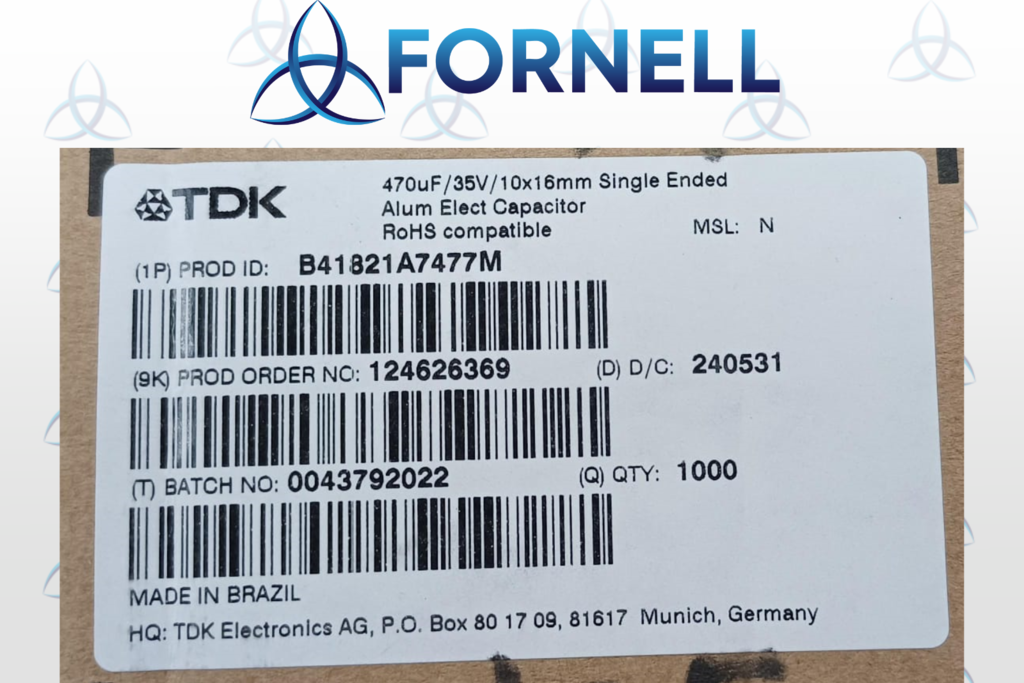 FORNELL
TDK
470uF/35V/10x16mm Single Ended
Alum Elect Capacitor
RoHS compatible
MSL: N
(1P) PROD ID: B41821A7477M
(9K) PROD ORDER NO: 124626369
(D) D/C: 240531
(T) BATCH NO: 0043792022
(Q) QTY: 1000
MADE IN BRAZIL
HQ: TDK Electronics AG, P.O. Box 80 17 09, 81617 Munich, Germany